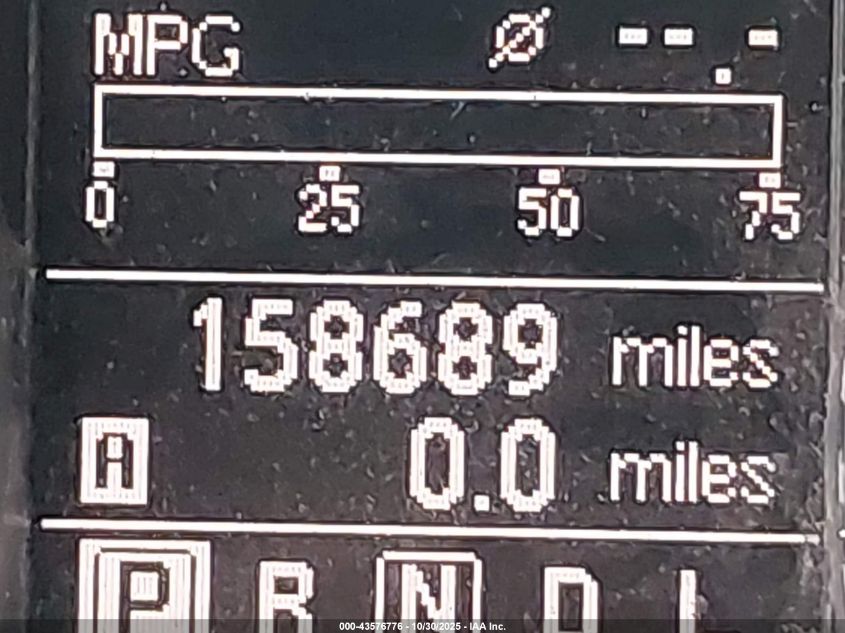 MPG Ø --.-
0 25 50 75
158689 miles
A 0.0 miles
P R N D L
000-43576776 - 10/30/2025 - IAA Inc.